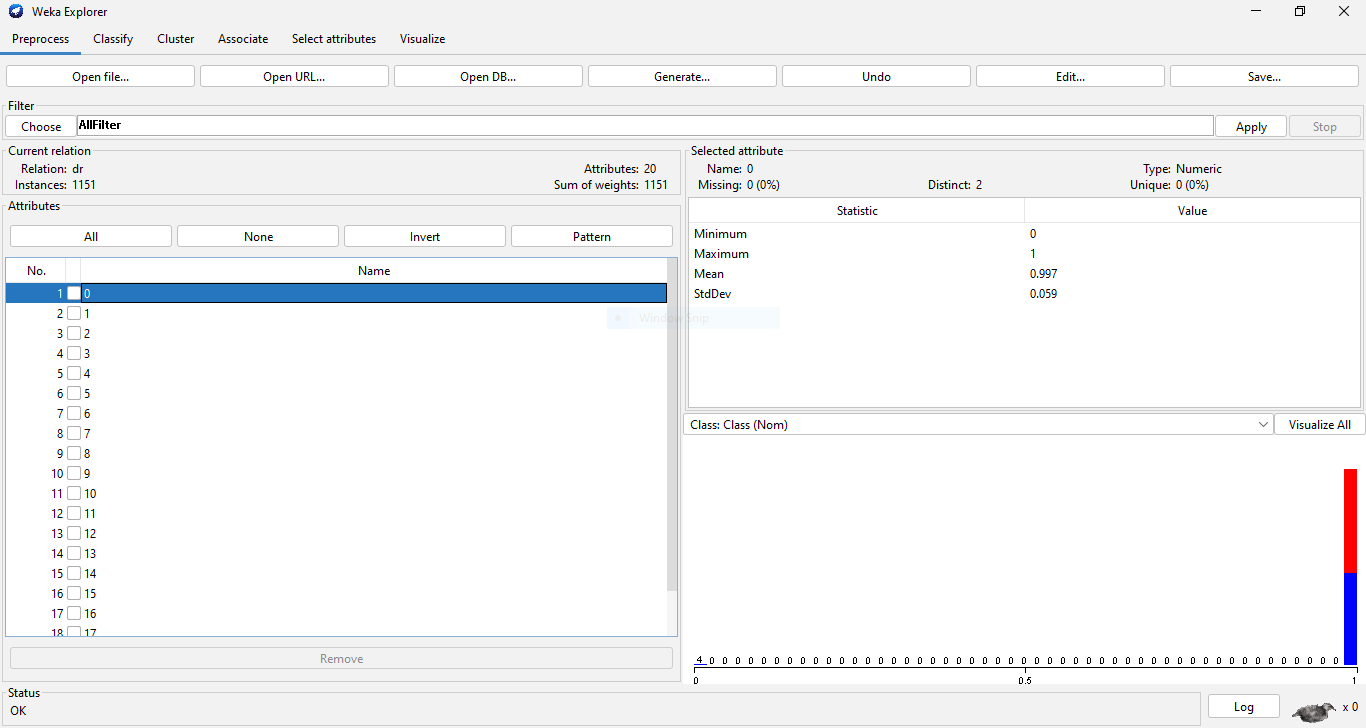 Weka Explorer
Preprocess Classify Cluster Associate Select attributes Visualize
Open file... Open URL... Open DB... Generate... Undo Edit... Save...
Filter
Choose AllFilter Apply Stop
Current relation
Relation: dr Attributes: 20
Instances: 1151 Sum of weights: 1151
Attributes
All None Invert Pattern
No. Name
1 0
2 1
3 2
4 3
5 4
6 5
7 6
8 7
9 8
10 9
11 10
12 11
13 12
14 13
15 14
16 15
17 16
18 17
Remove
Selected attribute
Name: 0 Type: Numeric
Missing: 0 (0%) Distinct: 2 Unique: 0 (0%)
Statistic Value
Minimum 0
Maximum 1
Mean 0.997
StdDev 0.059
Window Snip
Class: Class (Nom) Visualize All
4 0 0 0 0 0 0 0 0 0 0 0 0 0 0 0 0 0 0 0 0 0 0 0 0 0 0 0 0 0 0 0 0 0 0 0 0 0 0 0 0 0 0 0 0 0 0 0 0 0
0 0.5 1
Status
OK Log x 0